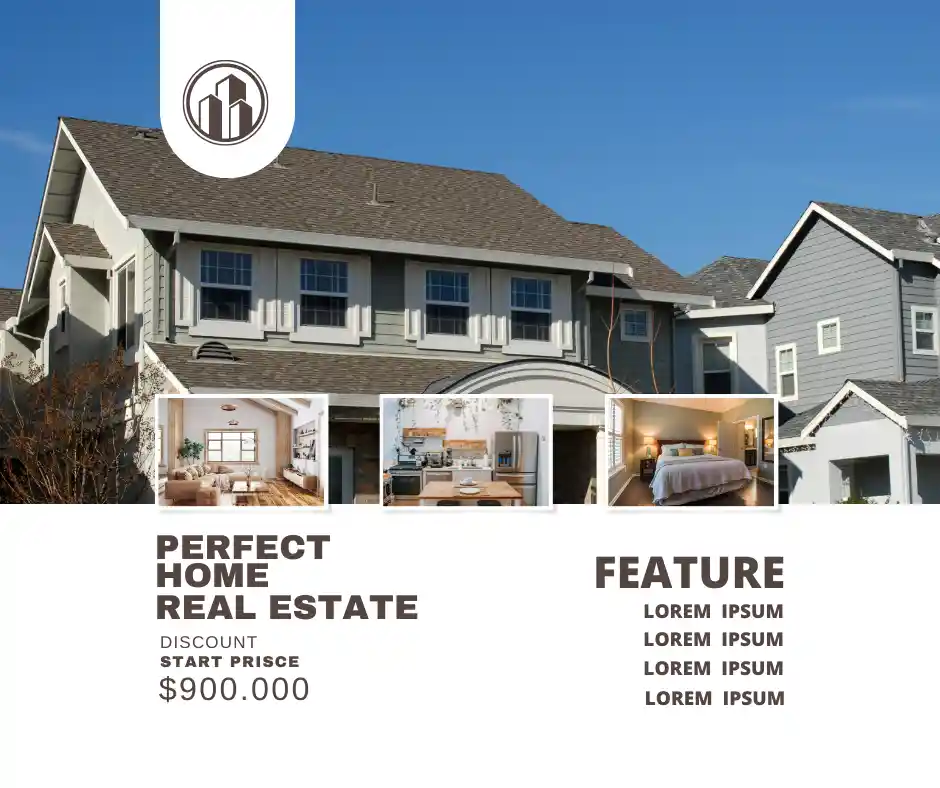 PERFECT
HOME
REAL ESTATE
DISCOUNT
START PRISCE
$900.000
FEATURE
LOREM IPSUM
LOREM IPSUM
LOREM IPSUM
LOREM IPSUM